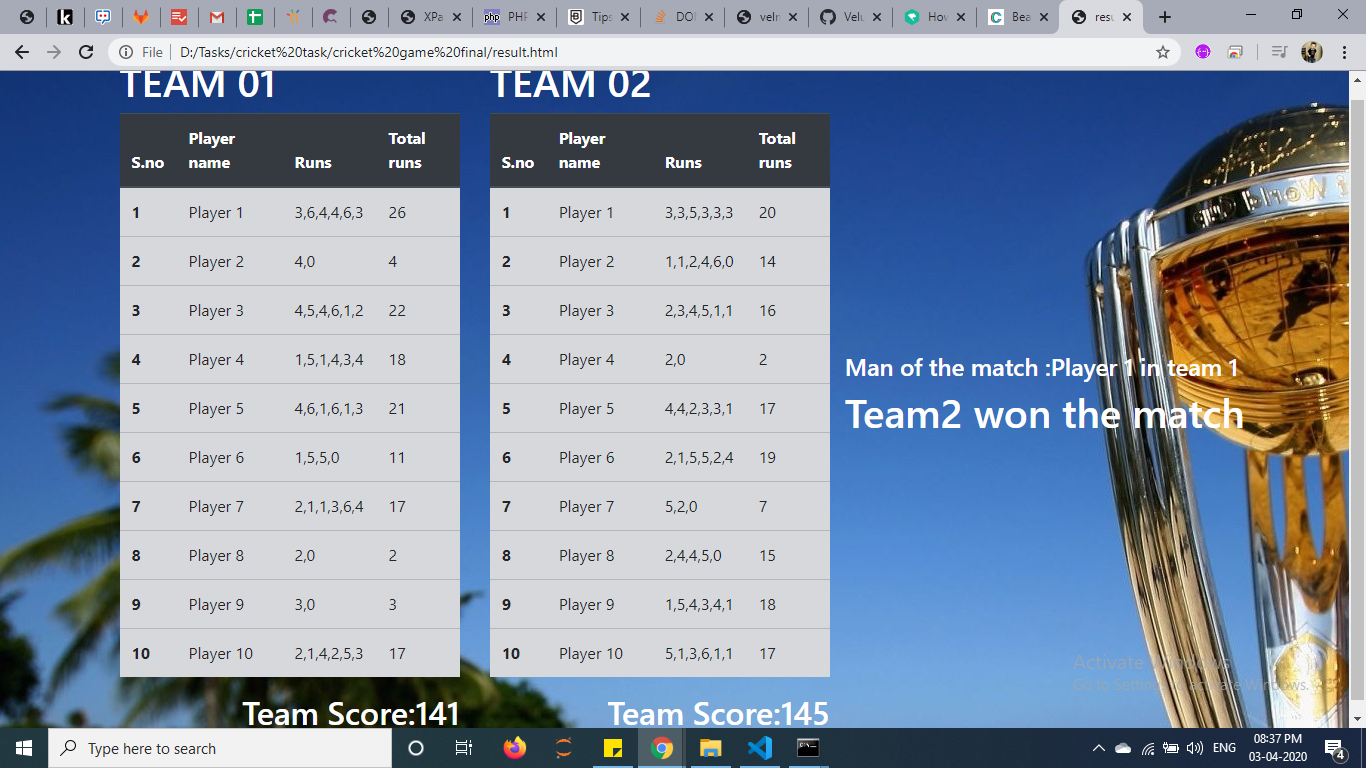 XPa
PHP
Tips
DOI
velr
Velu
How
Bea
resu
File
D:/Tasks/cricket%20task/cricket%20game%20final/result.html
TEAM 01
S.no Player name Runs Total runs
1 Player 1 3,6,4,4,6,3 26
2 Player 2 4,0 4
3 Player 3 4,5,4,6,1,2 22
4 Player 4 1,5,1,4,3,4 18
5 Player 5 4,6,1,6,1,3 21
6 Player 6 1,5,5,0 11
7 Player 7 2,1,1,3,6,4 17
8 Player 8 2,0 2
9 Player 9 3,0 3
10 Player 10 2,1,4,2,5,3 17
Team Score:141
TEAM 02
S.no Player name Runs Total runs
1 Player 1 3,3,5,3,3,3 20
2 Player 2 1,1,2,4,6,0 14
3 Player 3 2,3,4,5,1,1 16
4 Player 4 2,0 2
5 Player 5 4,4,2,3,3,1 17
6 Player 6 2,1,5,5,2,4 19
7 Player 7 5,2,0 7
8 Player 8 2,4,4,5,0 15
9 Player 9 1,5,4,3,4,1 18
10 Player 10 5,1,3,6,1,1 17
Team Score:145
Man of the match :Player 1 in team 1
Team2 won the match
Activate Windows
Go to Settings to activate Windows.
Type here to search
ENG
08:37 PM
03-04-2020
4